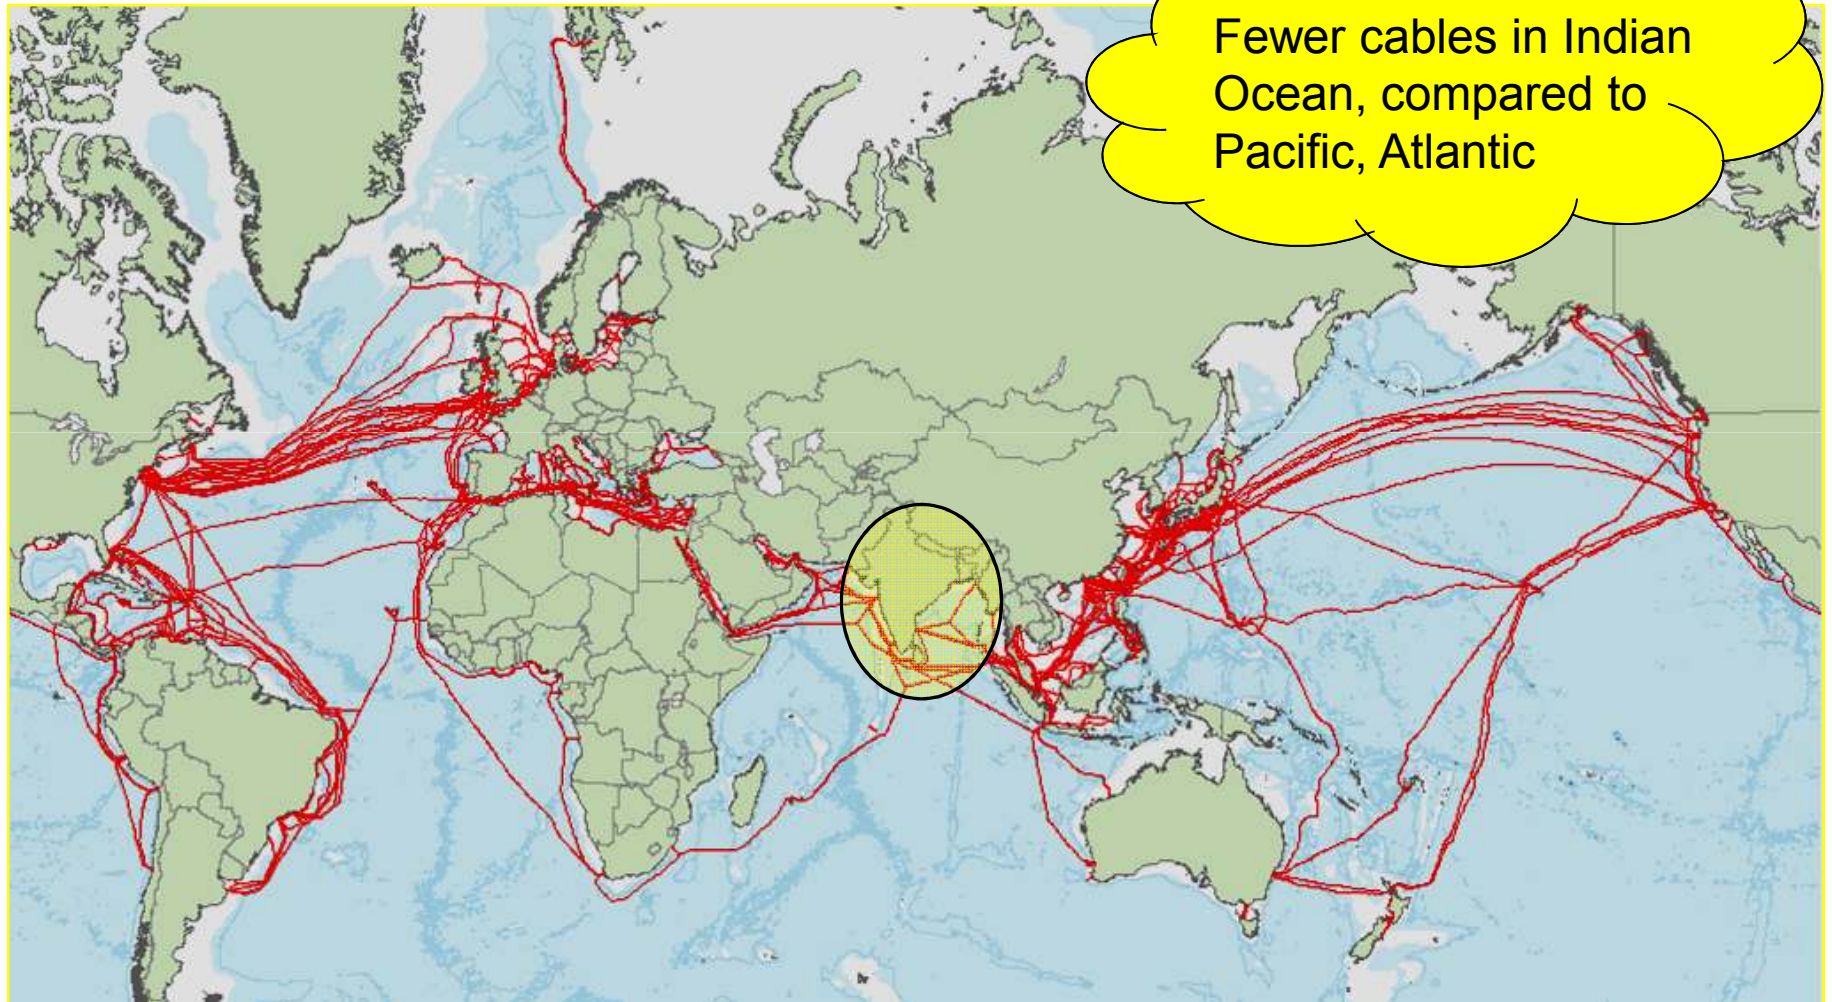 Fewer cables in Indian
Ocean, compared to
Pacific, Atlantic